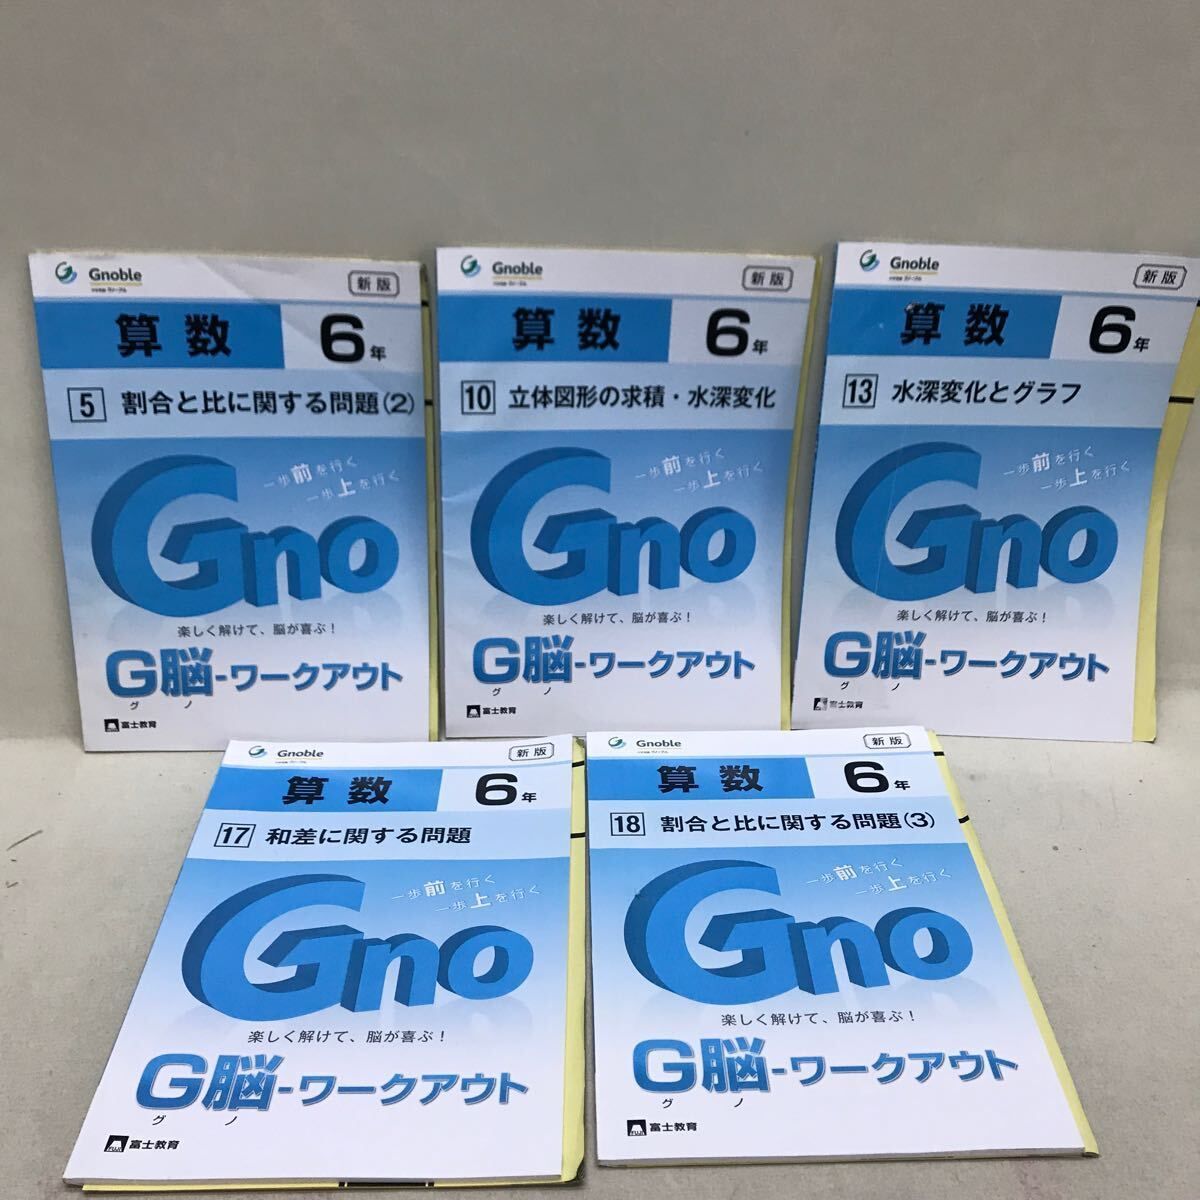 Gnoble
新版
算数 6年
5 割合と比に関する問題(2)
一歩前を行く
一歩上を行く
Gno
楽しく解けて、脳が喜ぶ!
G脳-ワークアウト
グ ノ
富士教育
Gnoble
新版
算数 6年
10 立体図形の求積・水深変化
一歩前を行く
一歩上を行く
Gno
楽しく解けて、脳が喜ぶ!
G脳-ワークアウト
グ ノ
富士教育
Gnoble
新版
算数 6年
13 水深変化とグラフ
一歩前を行く
一歩上を行く
Gno
楽しく解けて、脳が喜ぶ!
G脳-ワークアウト
グ ノ
富士教育
Gnoble
新版
算数 6年
17 和差に関する問題
一歩前を行く
一歩上を行く
Gno
楽しく解けて、脳が喜ぶ!
G脳-ワークアウト
グ ノ
FUJI 富士教育
Gnoble
新版
算数 6年
18 割合と比に関する問題(3)
一歩前を行く
一歩上を行く
Gno
楽しく解けて、脳が喜ぶ!
G脳-ワークアウト
グ ノ
FUJI 富士教育